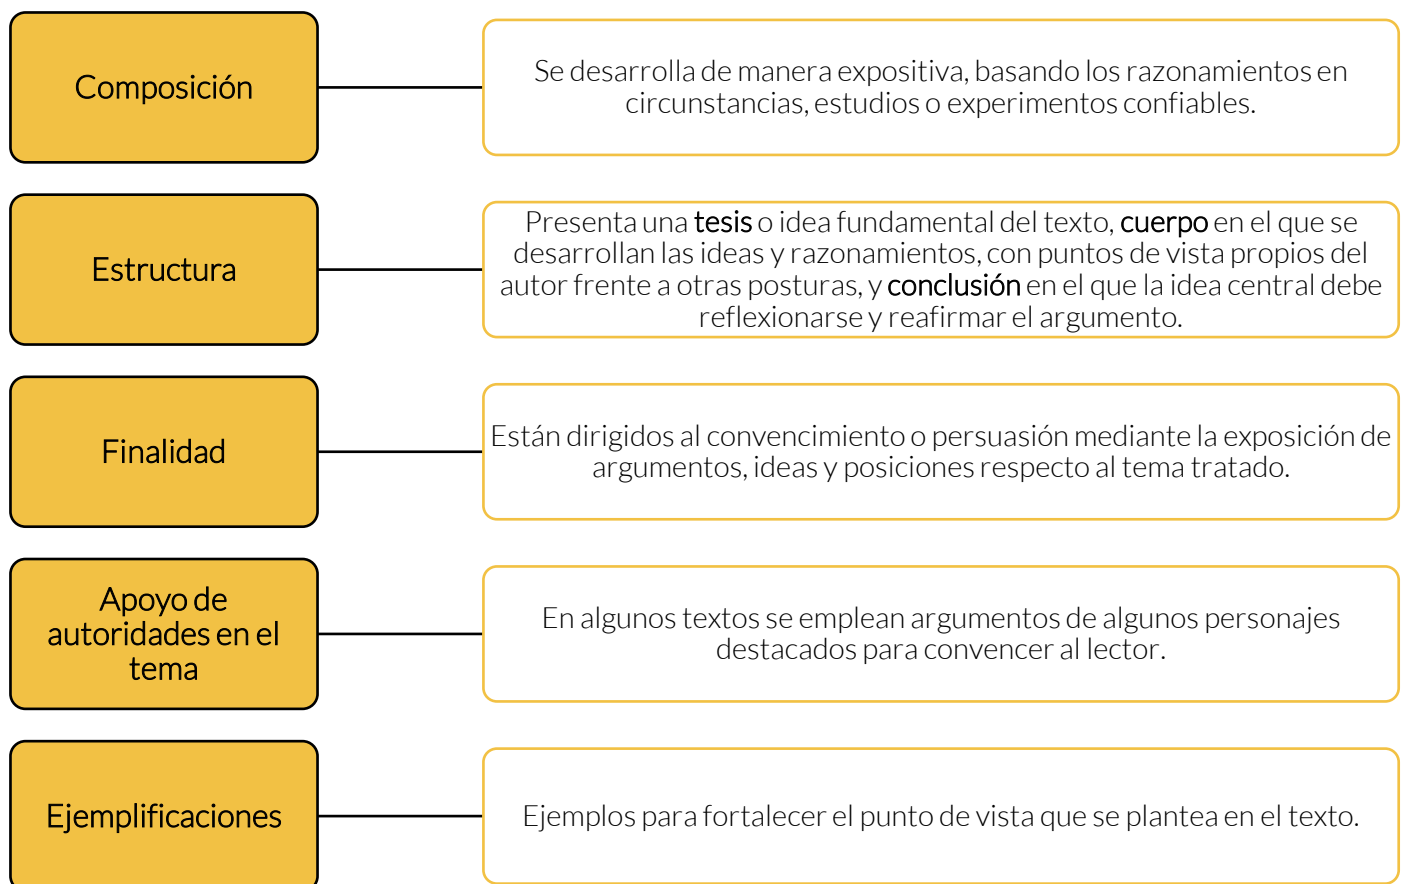 Composición
Se desarrolla de manera expositiva, basando los razonamientos en
circunstancias, estudios o experimentos confiables.
Estructura
Presenta una tesis o idea fundamental del texto, cuerpo en el que se
desarrollan las ideas y razonamientos, con puntos de vista propios del
autor frente a otras posturas, y conclusión en el que la idea central debe
reflexionarse y reafirmar el argumento.
Finalidad
Están dirigidos al convencimiento o persuasión mediante la exposición de
argumentos, ideas y posiciones respecto al tema tratado.
Apoyo de
autoridades en el
tema
En algunos textos se emplean argumentos de algunos personajes
destacados para convencer al lector.
Ejemplificaciones
Ejemplos para fortalecer el punto de vista que se plantea en el texto.